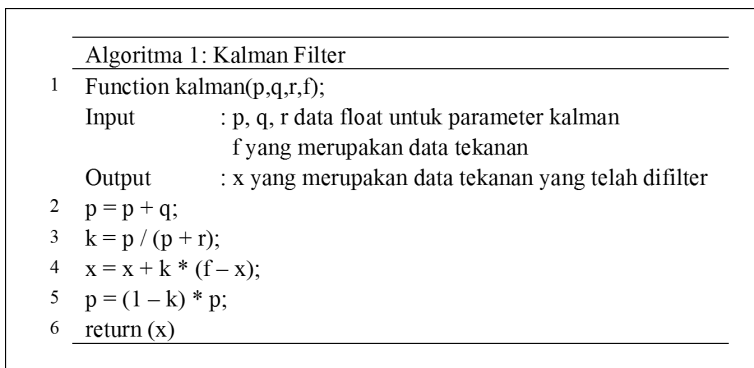 Algoritma 1: Kalman Filter
1 Function kalman(p,q,r,f);
Input : p, q, r data float untuk parameter kalman
f yang merupakan data tekanan
Output : x yang merupakan data tekanan yang telah difilter
2 p = p + q;
3 k = p / (p + r);
4 x = x + k * (f – x);
5 p = (1 – k) * p;
6 return (x)